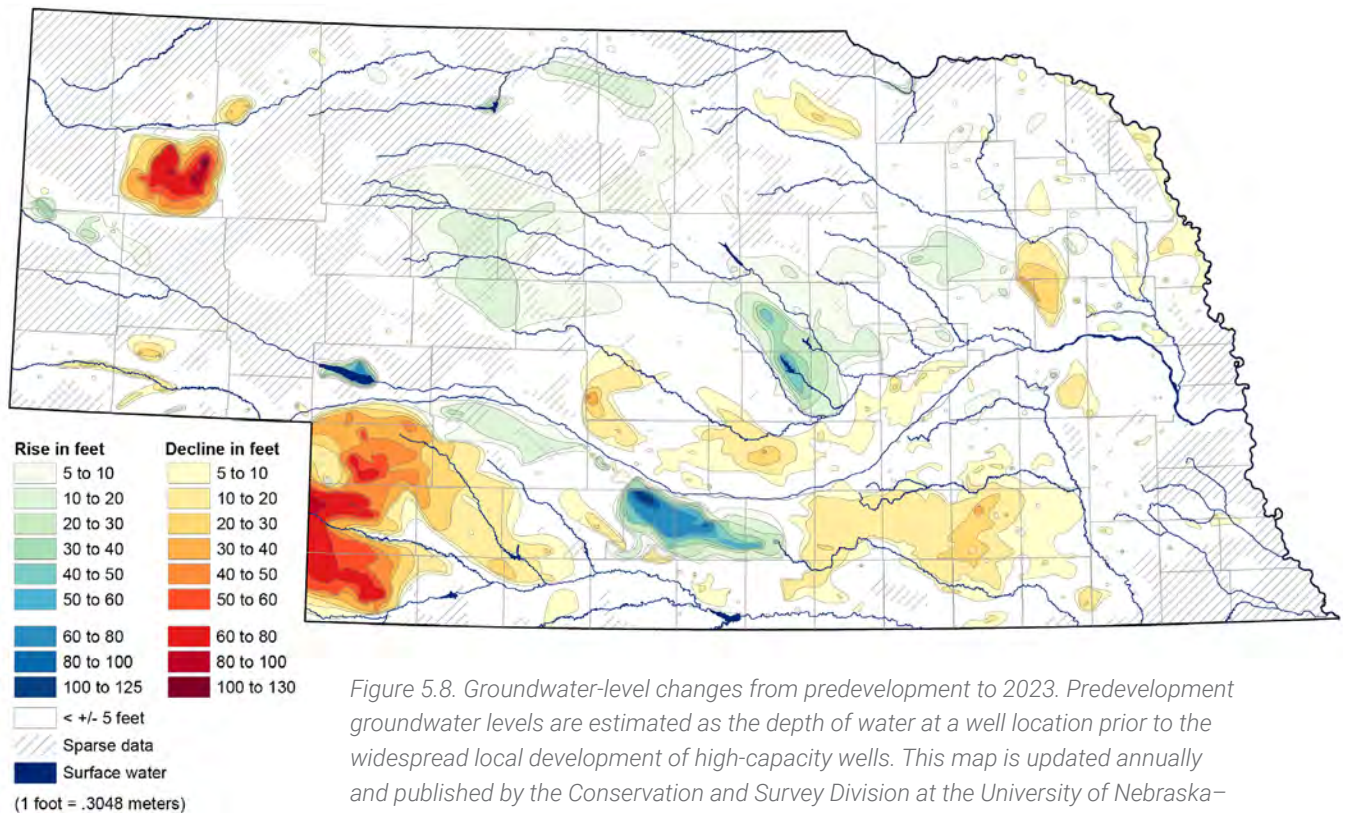 Rise in feet
5 to 10
10 to 20
20 to 30
30 to 40
40 to 50
50 to 60
60 to 80
80 to 100
100 to 125
< +/- 5 feet
Sparse data
Surface water
(1 foot = .3048 meters)
Decline in feet
5 to 10
10 to 20
20 to 30
30 to 40
40 to 50
50 to 60
60 to 80
80 to 100
100 to 130
Figure 5.8. Groundwater-level changes from predevelopment to 2023. Predevelopment
groundwater levels are estimated as the depth of water at a well location prior to the
widespread local development of high-capacity wells. This map is updated annually
and published by the Conservation and Survey Division at the University of Nebraska–